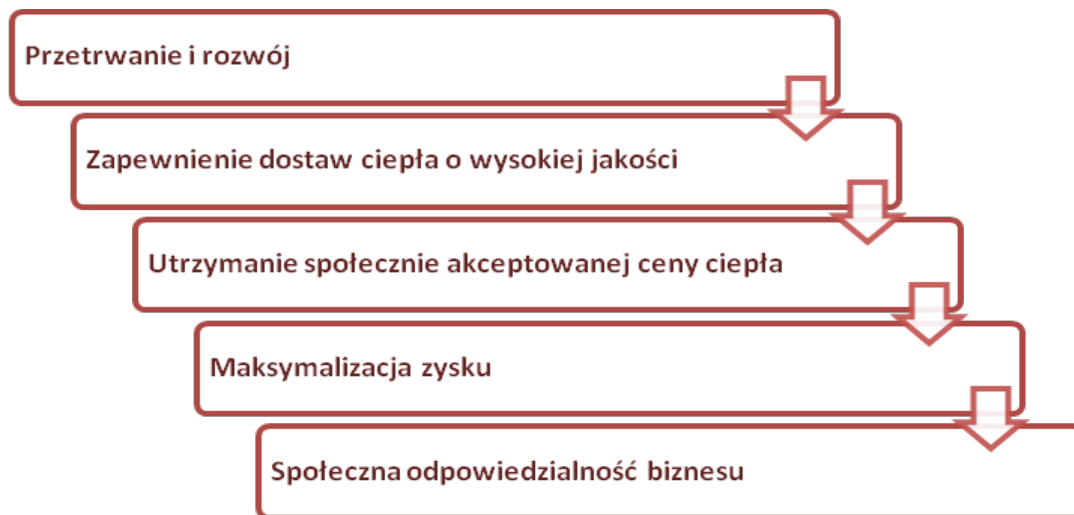 Przetrwanie i rozwój
Zapewnienie dostaw ciepła o wysokiej jakości
Utrzymanie społecznie akceptowanej ceny ciepła
Maksymalizacja zysku
Społeczna odpowiedzialność biznesu